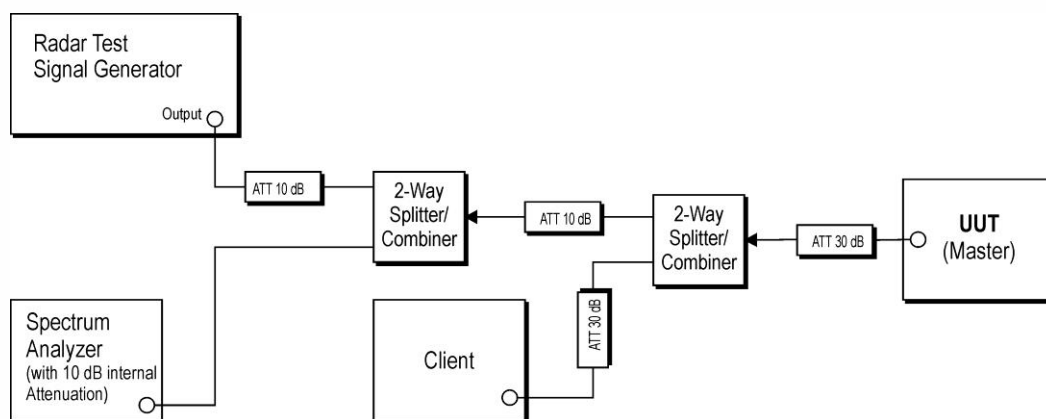 Radar Test
Signal Generator
Output
ATT 10 dB
2-Way
Splitter/
Combiner
ATT 10 dB
2-Way
Splitter/
Combiner
ATT 30 dB
UUT
(Master)
Spectrum
Analyzer
(with 10 dB internal
Attenuation)
Client
ATT 30 dB